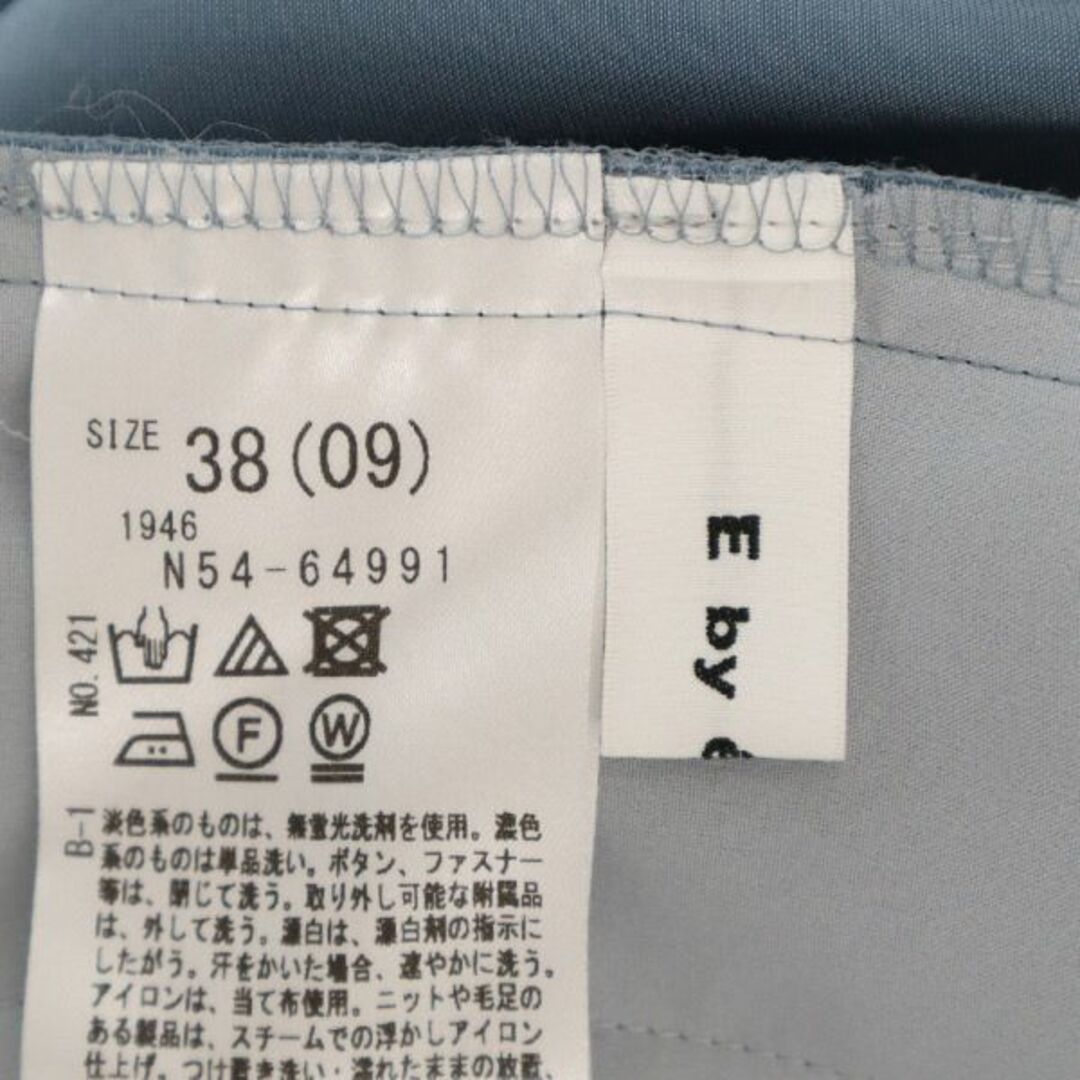 SIZE 38(09)
1946
N54-64991
NO.421
F W
B-1
淡色系のものは、無蛍光洗剤を使用。濃色
系のものは単品洗い。ボタン、ファスナー
等は、閉じて洗う。取り外し可能な附属品
は、外して洗う。漂白は、漂白剤の指示に
したがう。汗をかいた場合、速やかに洗う。
アイロンは、当て布使用。ニットや毛足の
ある製品は、スチームでの浮かしアイロン
仕上げ。つけ置き洗い・濡れたままの放置、
E by